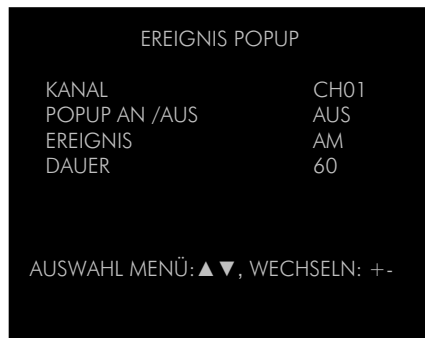 EREIGNIS POPUP
KANAL CH01
POPUP AN /AUS AUS
EREIGNIS AM
DAUER 60
AUSWAHL MENÜ:▲▼, WECHSELN: +-